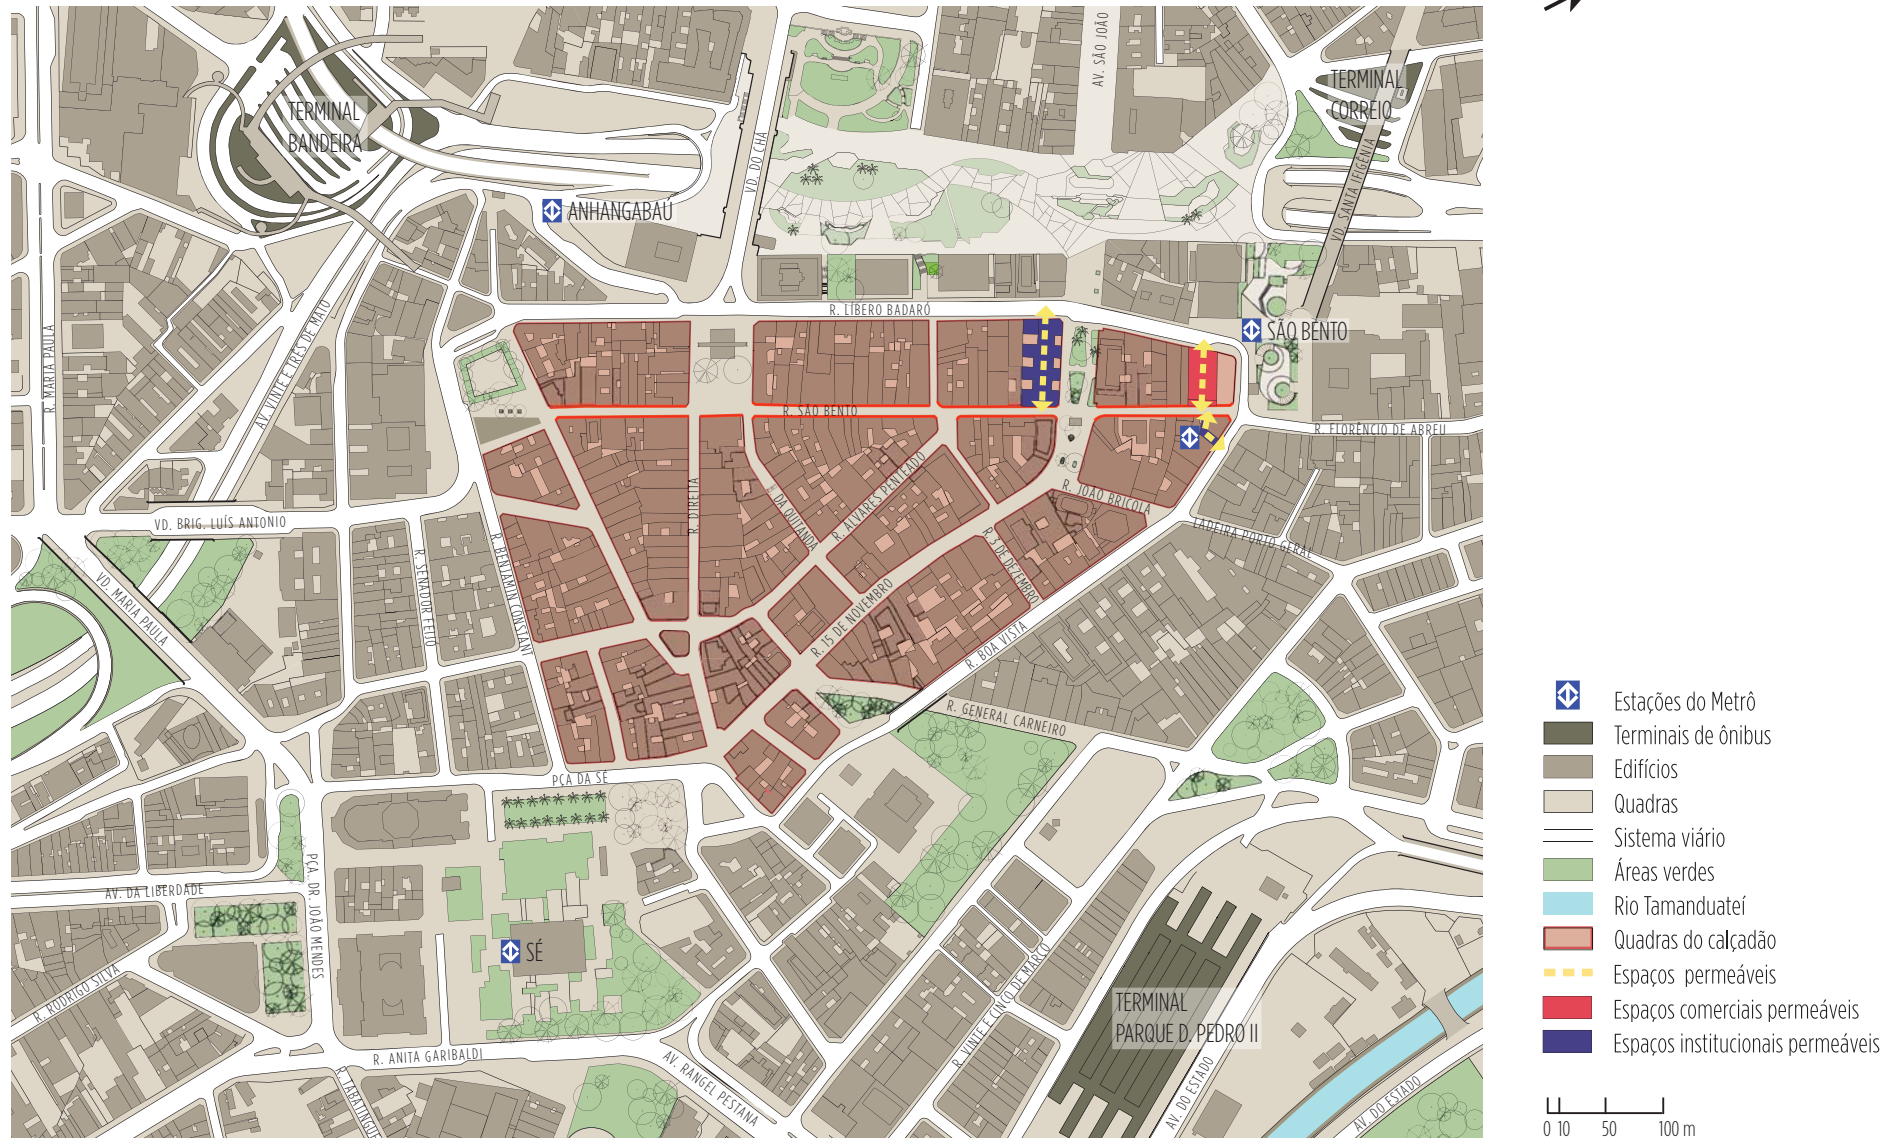 AV. SÃO JOÃO
TERMINAL
CORREIO
TERMINAL
BANDEIRA
VD. DO CHÁ
VD. SANTA IFIGÊNIA
ANHANGABAÚ
R. LÍBERO BADARÓ
SÃO BENTO
R. MARIA PAULA
AV. VINTE E TRES DE MAIO
R. SÃO BENTO
R. FLORÊNCIO DE ABREU
R. DIREITA
DA QUITANDA
R. ALVARES PENTEADO
R. JOÃO BRICOLA
LADEIRA PORTO GERAL
VD. BRIG. LUÍS ANTONIO
R. SENADOR FEIJÓ
R. BENJAMIN CONSTANT
R. 3 DE DEZEMBRO
R. 15 DE NOVEMBRO
R. BOA VISTA
VD. MARIA PAULA
R. GENERAL CARNEIRO
PÇA DA SÉ
AV. DA LIBERDADE
PÇA. DR. JOÃO MENDES
SÉ
R. RODRIGO SILVA
R. ANITA GARIBALDI
R. TABATINGUE
AV. RANGEL PESTANA
R. VINTE E CINCO DE MARÇO
TERMINAL
PARQUE D. PEDRO II
AV. DO ESTADO
AV. DO ESTADO
Estações do Metrô
Terminais de ônibus
Edifícios
Quadras
Sistema viário
Áreas verdes
Rio Tamanduateí
Quadras do calçadão
Espaços permeáveis
Espaços comerciais permeáveis
Espaços institucionais permeáveis
0 10 50 100 m